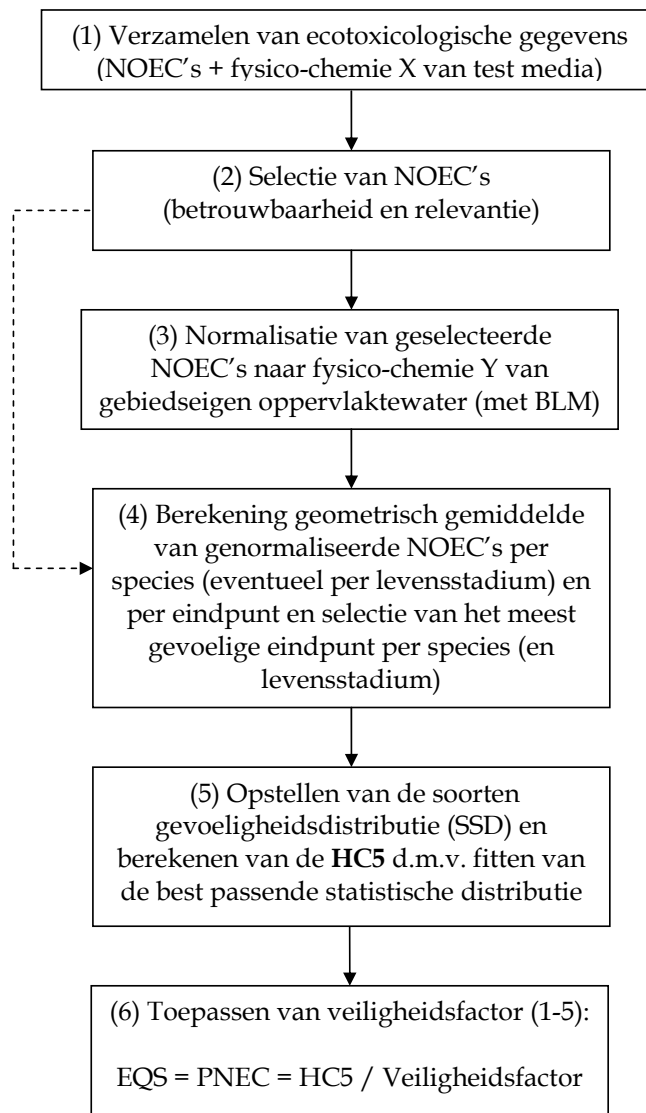 (1) Verzamelen van ecotoxicologische gegevens
(NOEC’s + fysico-chemie X van test media)
(2) Selectie van NOEC’s
(betrouwbaarheid en relevantie)
(3) Normalisatie van geselecteerde
NOEC’s naar fysico-chemie Y van
gebiedseigen oppervlaktewater (met BLM)
(4) Berekening geometrisch gemiddelde
van genormaliseerde NOEC’s per
species (eventueel per levensstadium) en
per eindpunt en selectie van het meest
gevoelige eindpunt per species (en
levensstadium)
(5) Opstellen van de soorten
gevoeligheidsdistributie (SSD) en
berekenen van de HC5 d.m.v. fitten van
de best passende statistische distributie
(6) Toepassen van veiligheidsfactor (1-5):
EQS = PNEC = HC5 / Veiligheidsfactor